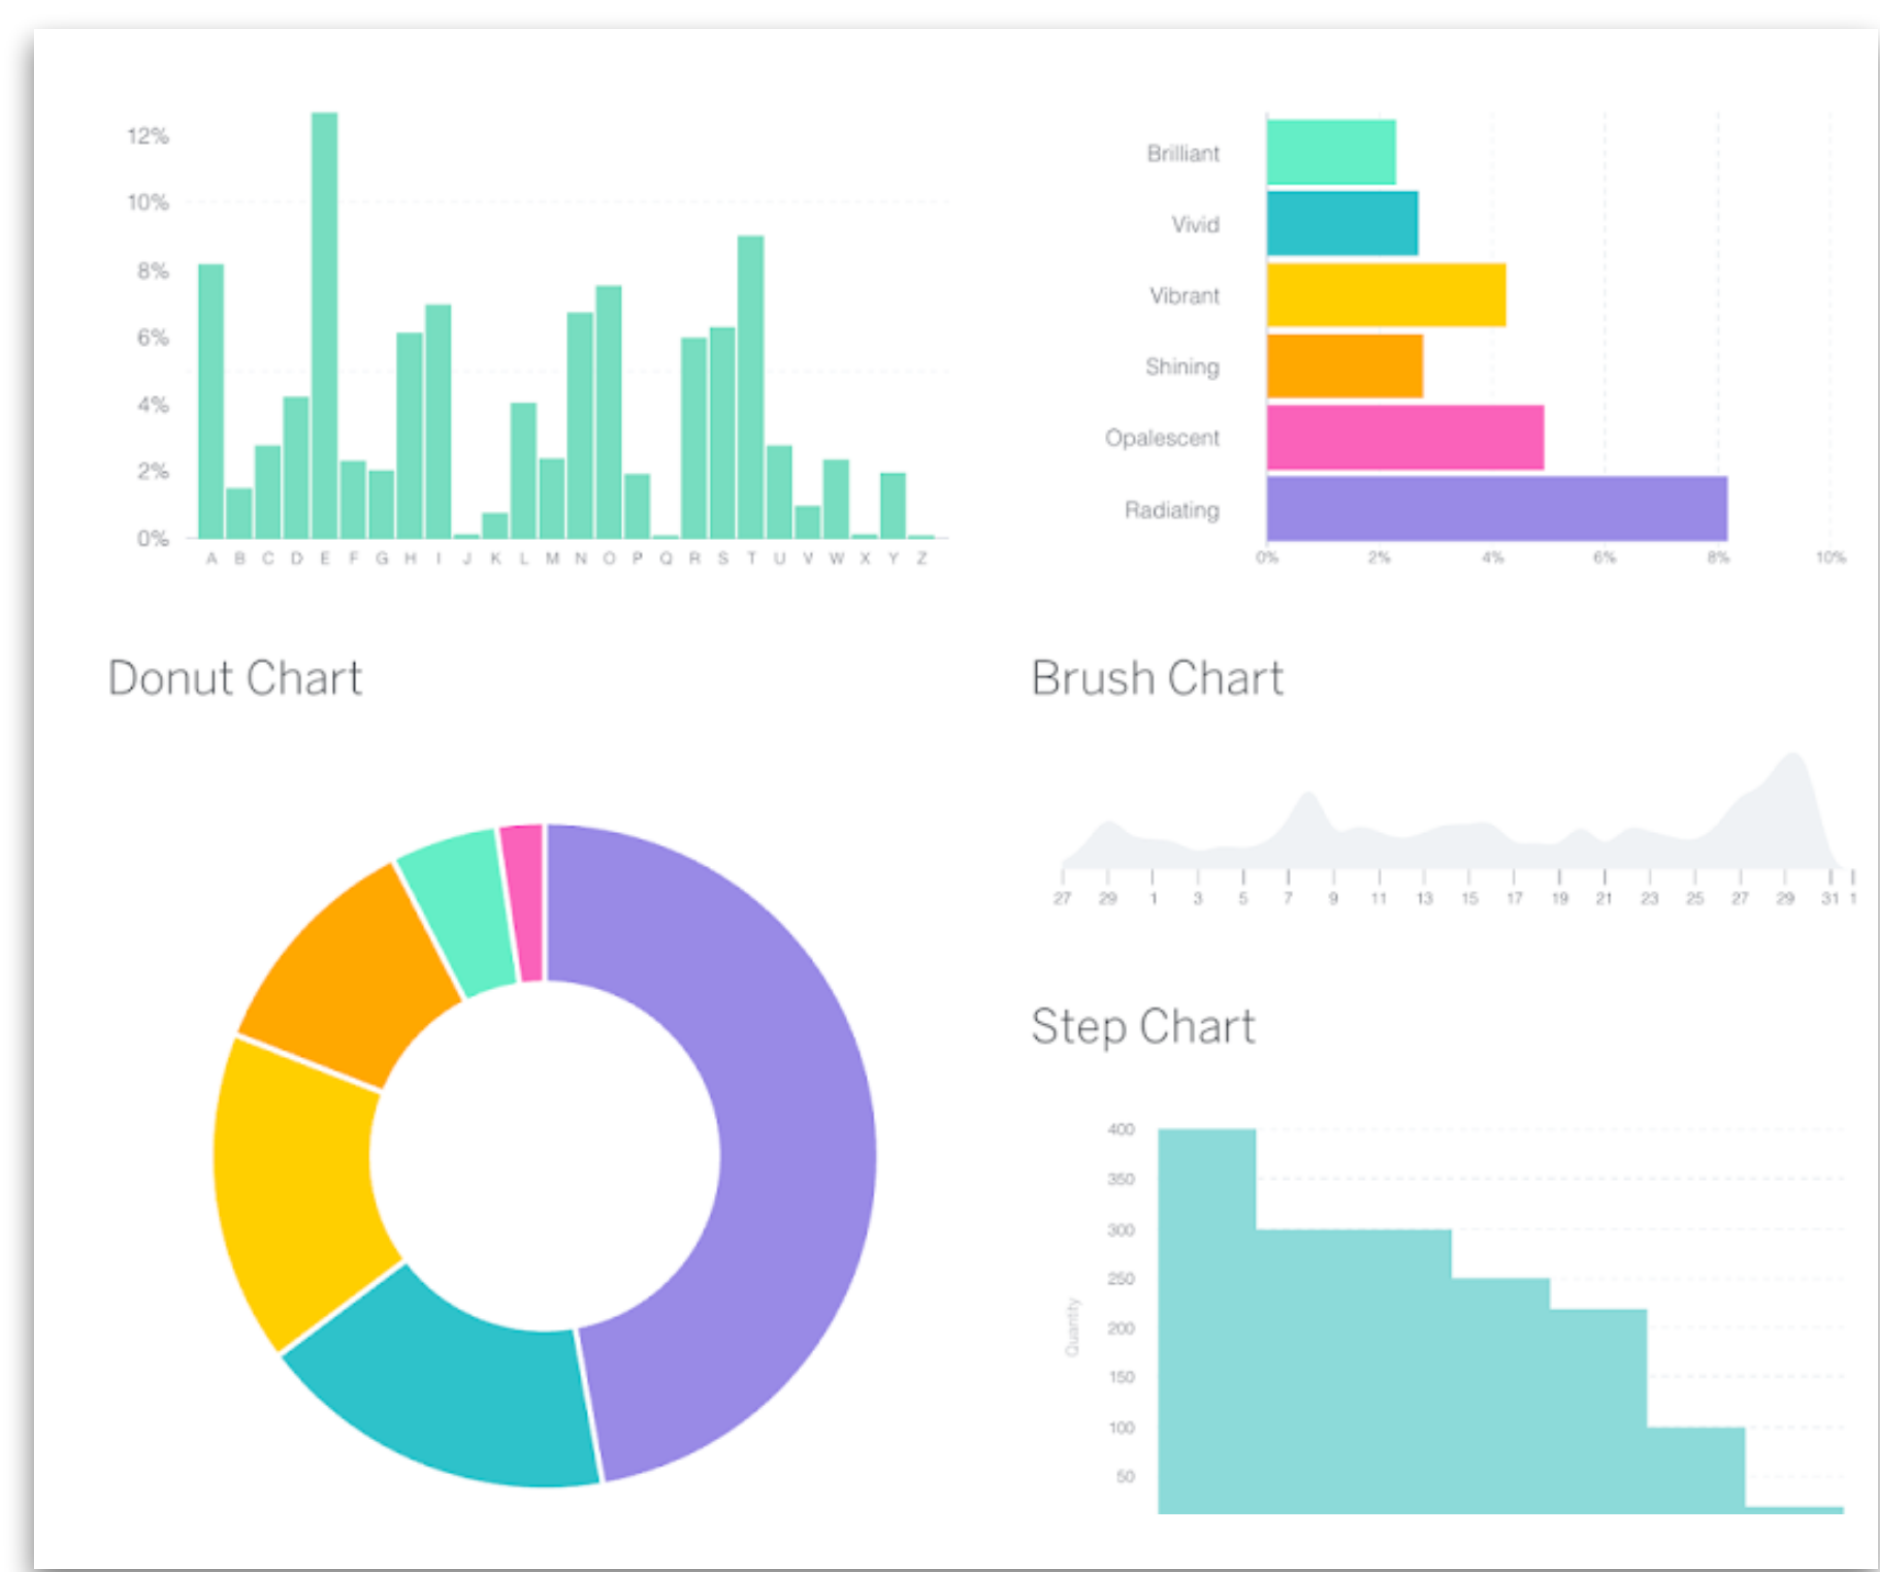 12%
10%
8%
6%
4%
2%
0%
A B C D E F G H I J K L M N O P Q R S T U V W X Y Z
Brilliant
Vivid
Vibrant
Shining
Opalescent
Radiating
0% 2% 4% 6% 8% 10%
Donut Chart
Brush Chart
27 29 1 3 5 7 9 11 13 15 17 19 21 23 25 27 29 31 1
Step Chart
400
350
300
250
200
150
100
50
Quantity